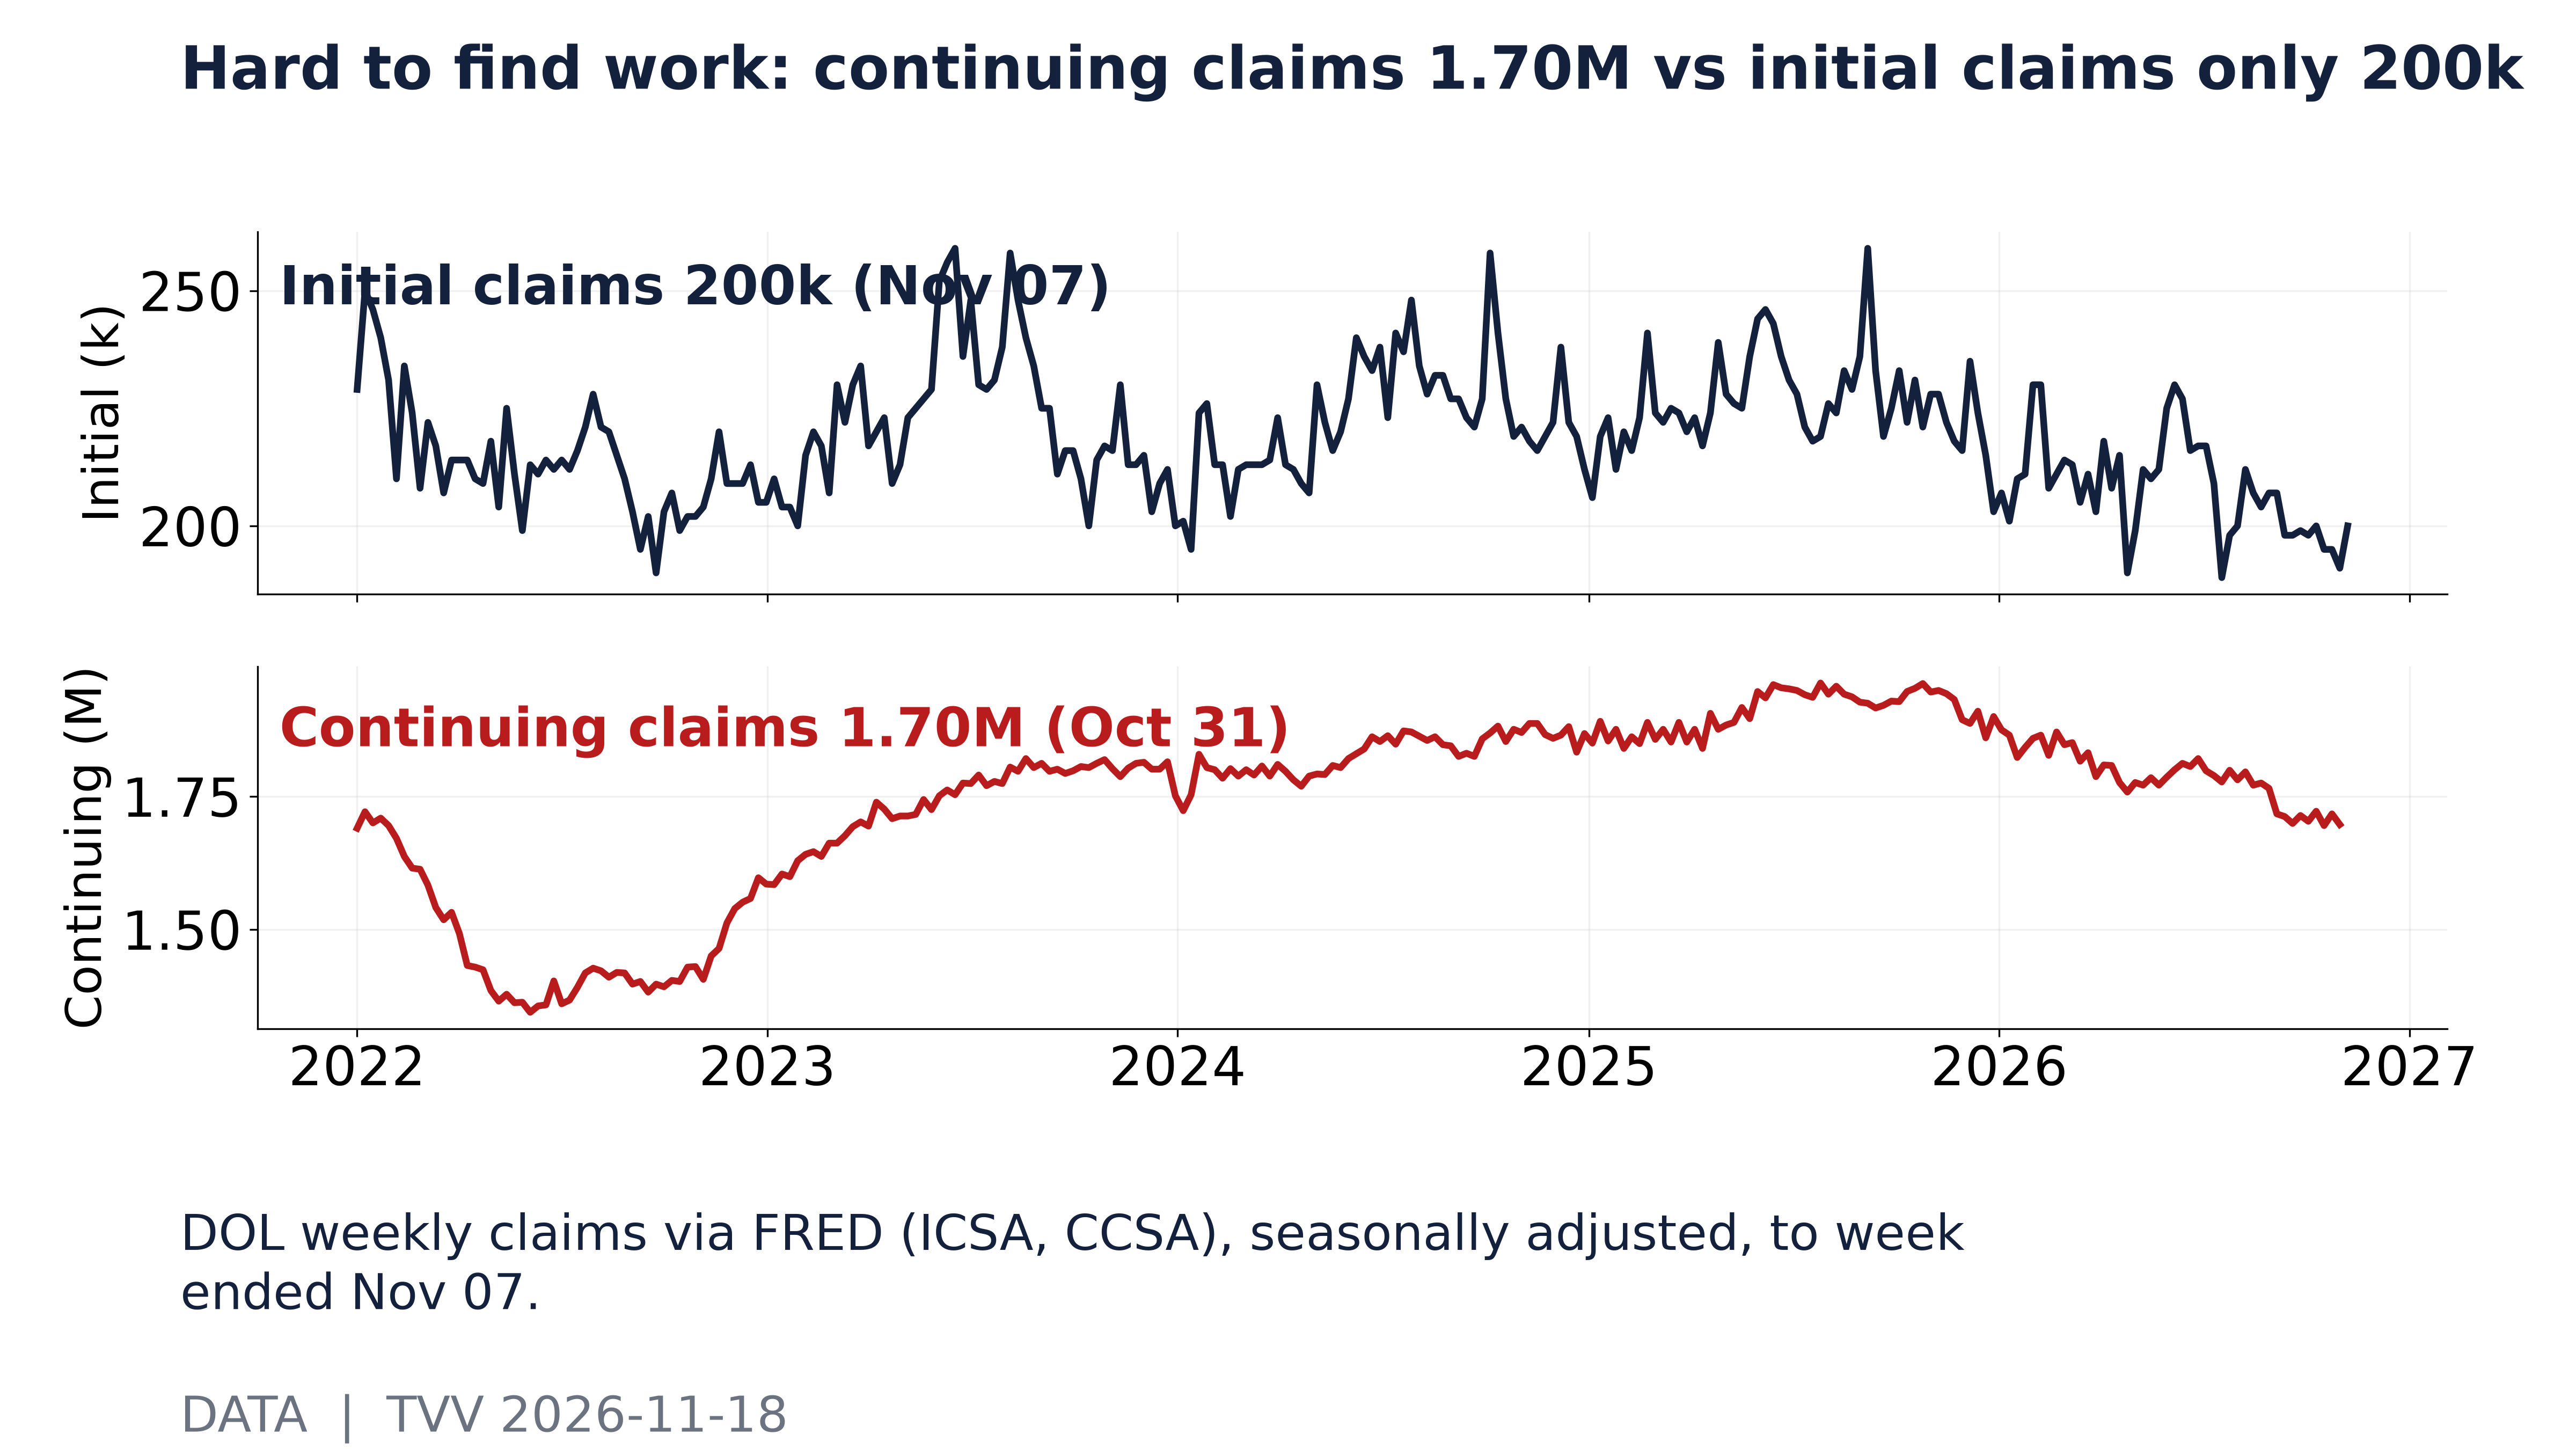 Hard to find work: continuing claims 1.70M vs initial claims only 200k
Initial claims 200k (Nov 07)
Initial (k)
250
200
Continuing claims 1.70M (Oct 31)
Continuing (M)
1.75
1.50
2022 2023 2024 2025 2026 2027
DOL weekly claims via FRED (ICSA, CCSA), seasonally adjusted, to week
ended Nov 07.
DATA | TVV 2026-11-18